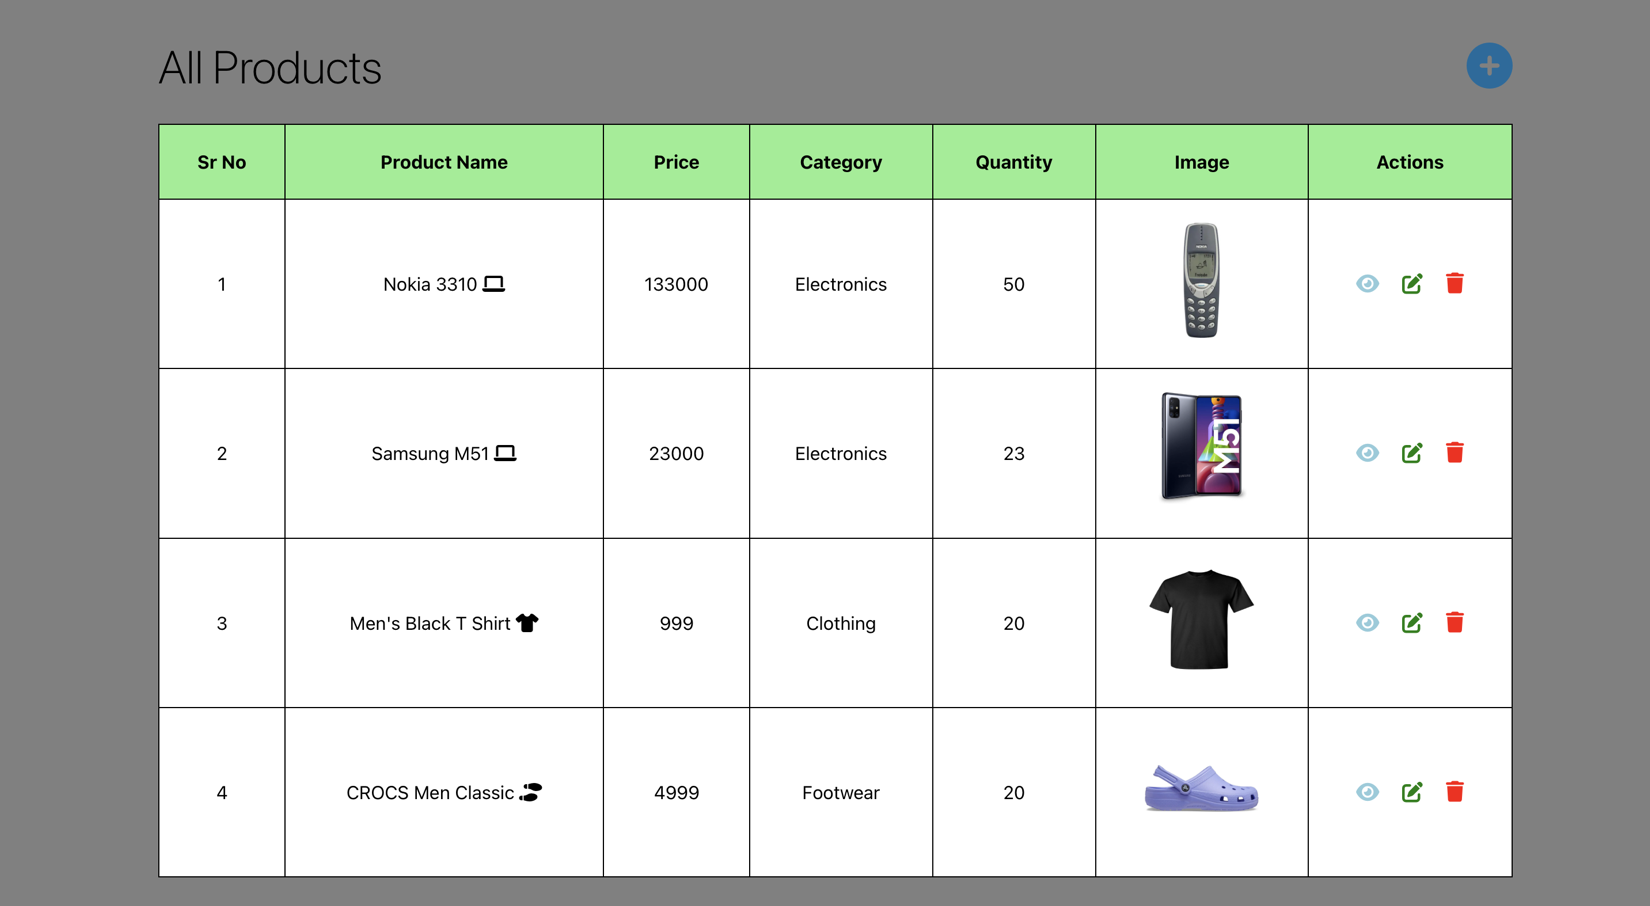 All Products
Sr No Product Name Price Category Quantity Image Actions
1 Nokia 3310 133000 Electronics 50
2 Samsung M51 23000 Electronics 23
M51
3 Men's Black T Shirt 999 Clothing 20
4 CROCS Men Classic 4999 Footwear 20